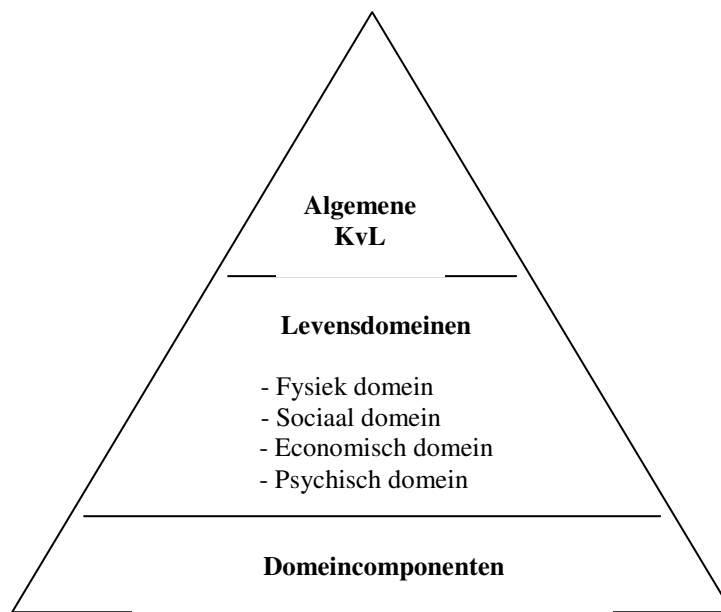 Algemene
KvL
Levensdomeinen
- Fysiek domein
- Sociaal domein
- Economisch domein
- Psychisch domein
Domeincomponenten